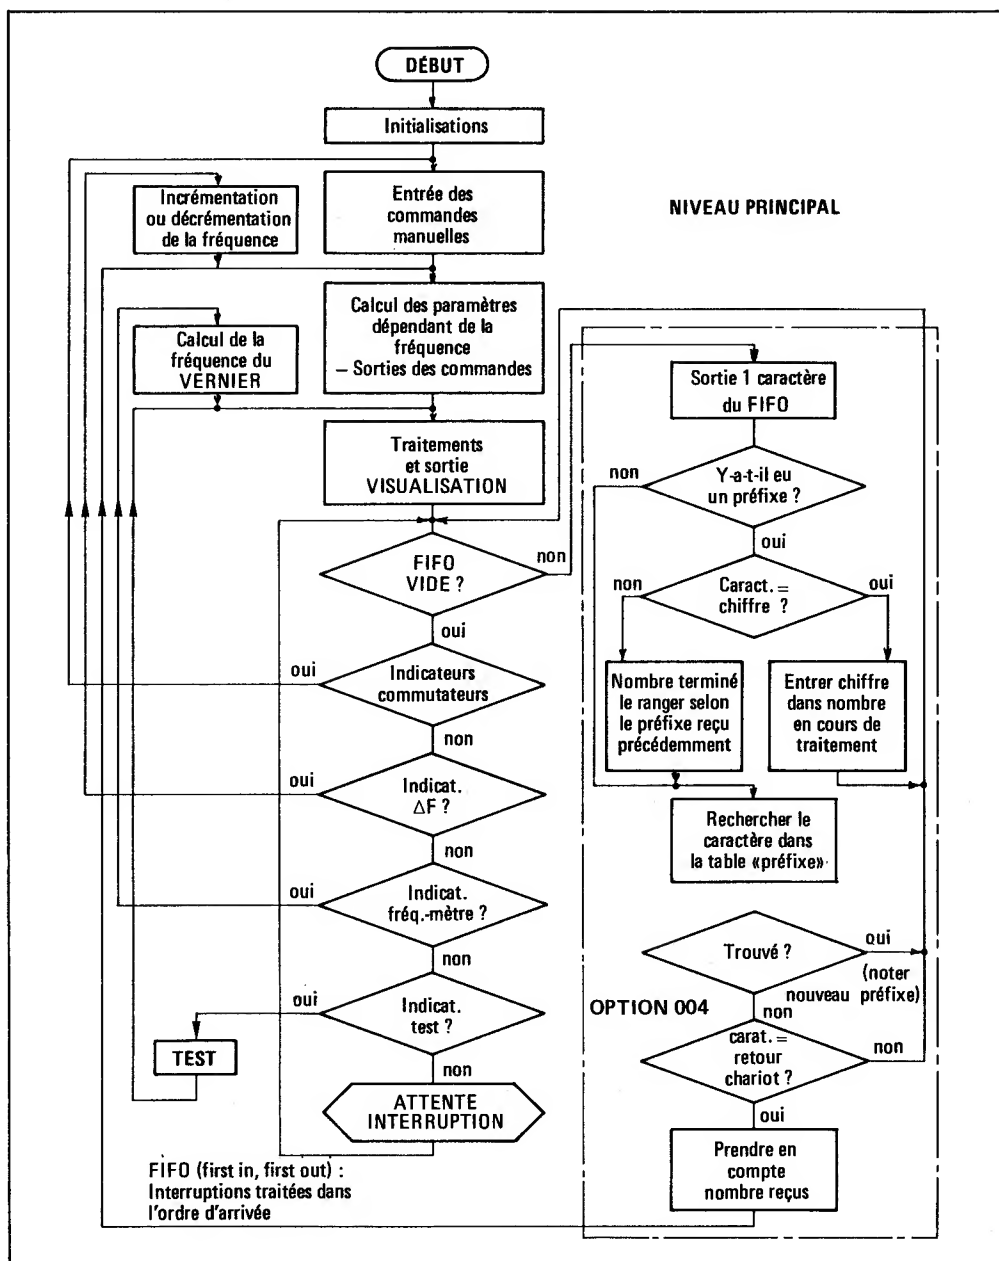 DÉBUT
Initialisations
Incrémentation
ou décrémentation
de la fréquence
Entrée des
commandes
manuelles
NIVEAU PRINCIPAL
Calcul de la
fréquence du
VERNIER
Calcul des paramètres
dépendant de la
fréquence
– Sorties des commandes
Traitements
et sortie
VISUALISATION
FIFO
VIDE ?
non
oui
Indicateurs
commutateurs
oui
non
Indicat.
ΔF ?
oui
non
Indicat.
fréq.-mètre ?
oui
non
Indicat.
test ?
oui
non
TEST
ATTENTE
INTERRUPTION
FIFO (first in, first out) :
Interruptions traitées dans
l'ordre d'arrivée
Sortie 1 caractère
du FIFO
Y-a-t-il eu
un préfixe ?
non
oui
Caract. =
chiffre ?
non
oui
Nombre terminé
le ranger selon
le préfixe reçu
précédemment
Entrer chiffre
dans nombre
en cours de
traitement
Rechercher le
caractère dans
la table «préfixe»
Trouvé ?
oui
(noter
nouveau préfixe)
non
OPTION 004
carat. =
retour
chariot ?
non
oui
Prendre en
compte
nombre reçus